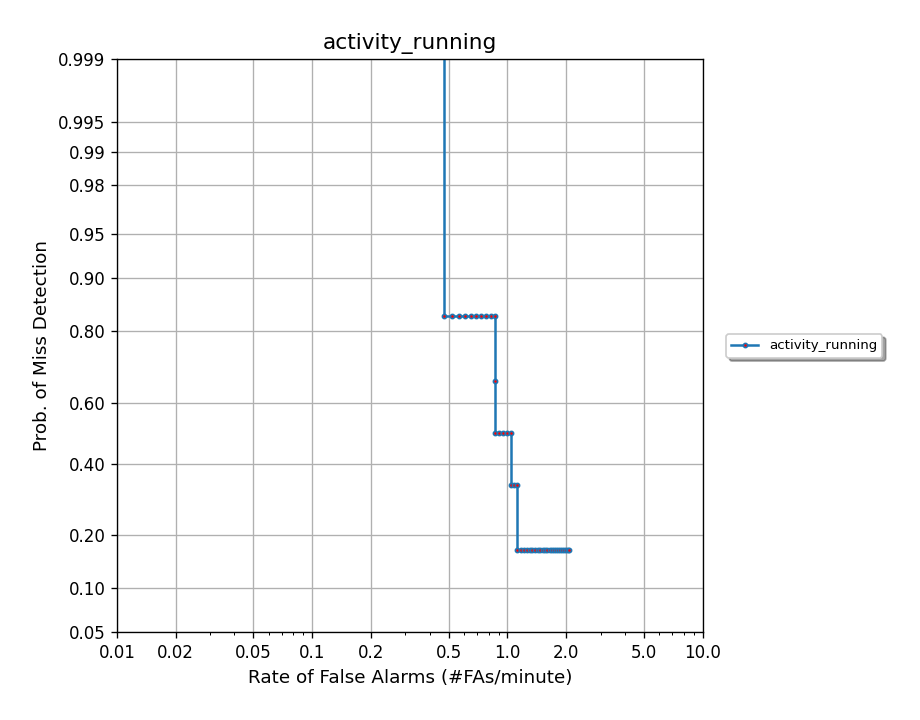 activity_running
0.999
0.995
0.99
0.98
0.95
0.90
0.80
0.60
0.40
0.20
0.10
0.05
Prob. of Miss Detection
0.01 0.02 0.05 0.1 0.2 0.5 1.0 2.0 5.0 10.0
Rate of False Alarms (#FAs/minute)
activity_running